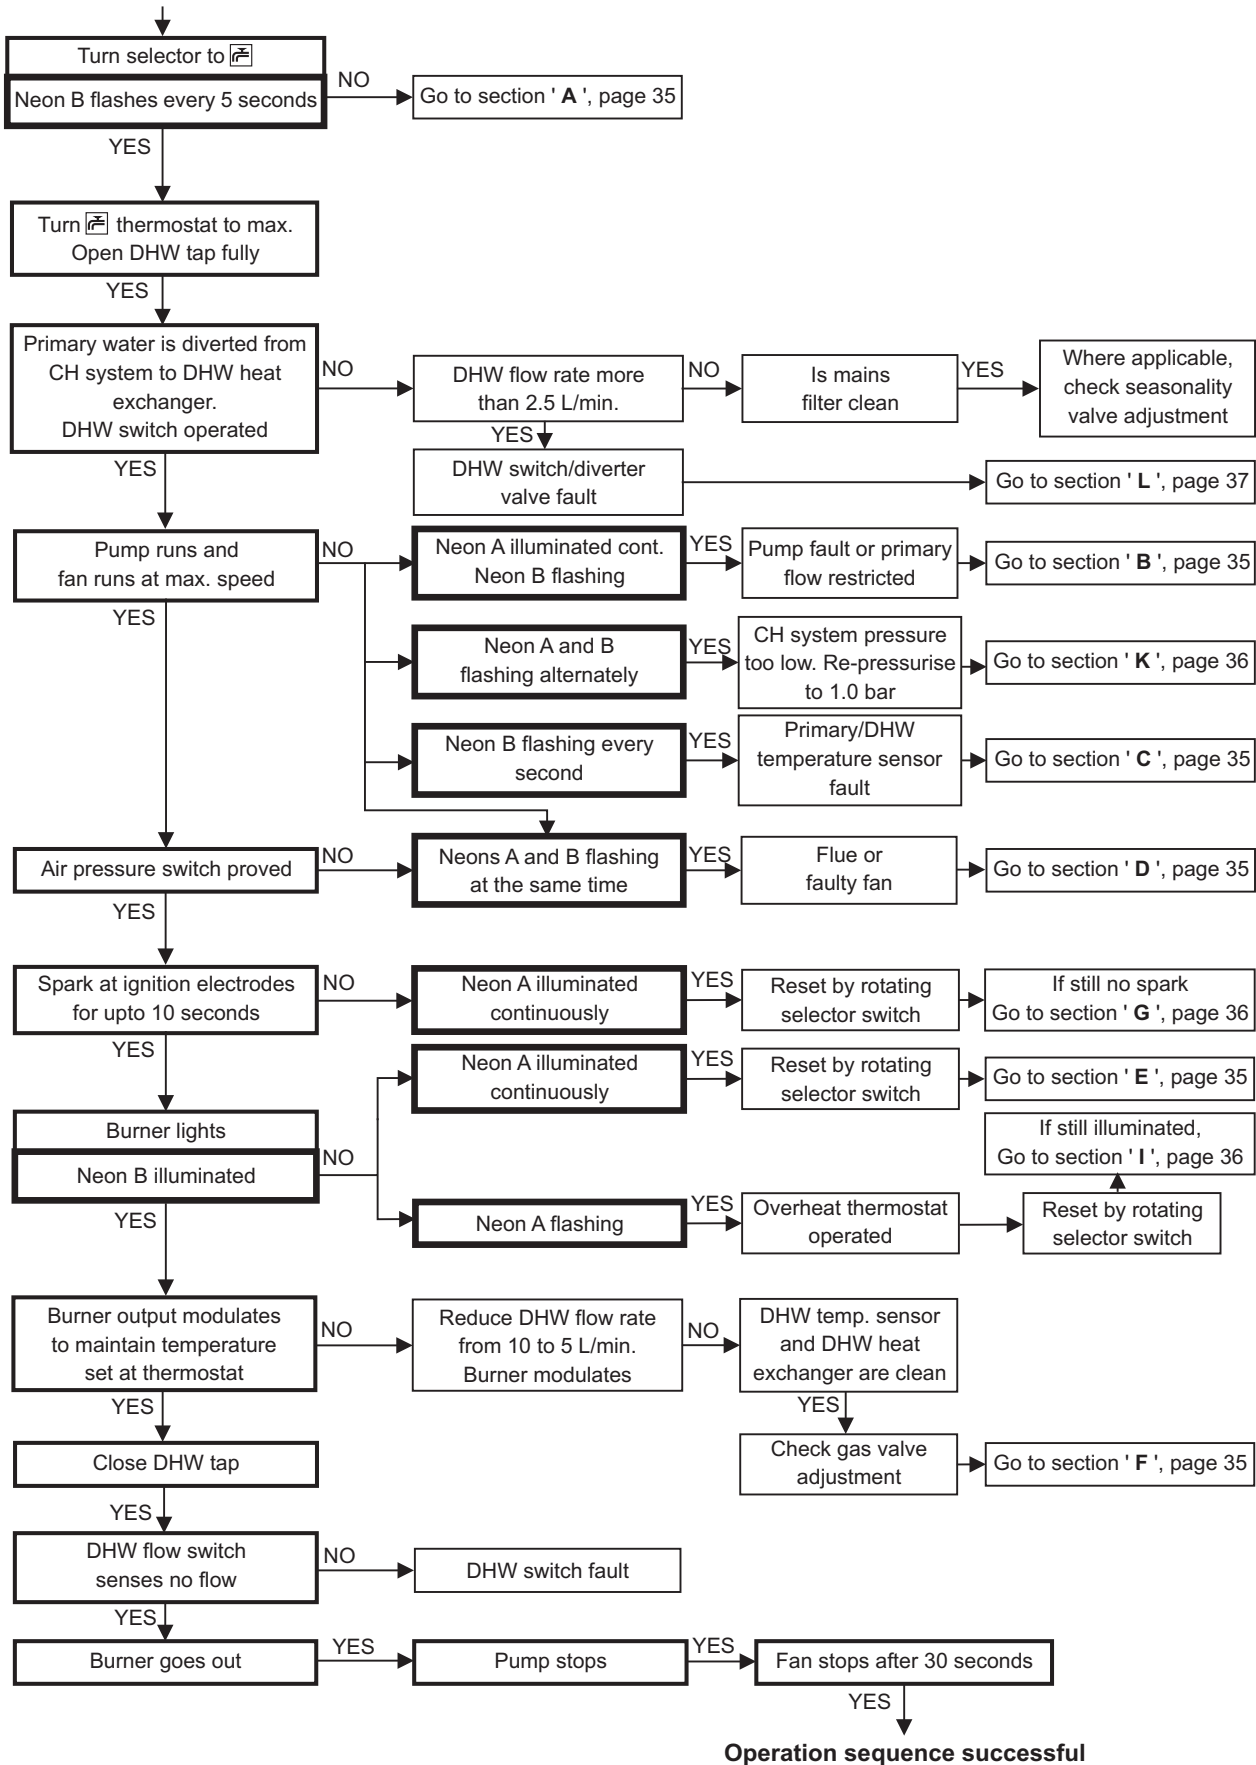 Turn selector to
Neon B flashes every 5 seconds
NO
Go to section ' A ', page 35
YES
Turn thermostat to max.
Open DHW tap fully
YES
Primary water is diverted from
CH system to DHW heat
exchanger.
DHW switch operated
NO
DHW flow rate more
than 2.5 L/min.
NO
Is mains
filter clean
YES
Where applicable,
check seasonality
valve adjustment
YES
DHW switch/diverter
valve fault
Go to section ' L ', page 37
YES
Pump runs and
fan runs at max. speed
NO
Neon A illuminated cont.
Neon B flashing
YES
Pump fault or primary
flow restricted
Go to section ' B ', page 35
YES
Neon A and B
flashing alternately
YES
CH system pressure
too low. Re-pressurise
to 1.0 bar
Go to section ' K ', page 36
Neon B flashing every
second
YES
Primary/DHW
temperature sensor
fault
Go to section ' C ', page 35
Air pressure switch proved
NO
Neons A and B flashing
at the same time
YES
Flue or
faulty fan
Go to section ' D ', page 35
YES
Spark at ignition electrodes
for upto 10 seconds
NO
Neon A illuminated
continuously
YES
Reset by rotating
selector switch
If still no spark
Go to section ' G ', page 36
YES
Neon A illuminated
continuously
YES
Reset by rotating
selector switch
Go to section ' E ', page 35
Burner lights
Neon B illuminated
NO
If still illuminated,
Go to section ' I ', page 36
Neon A flashing
YES
Overheat thermostat
operated
Reset by rotating
selector switch
YES
Burner output modulates
to maintain temperature
set at thermostat
NO
Reduce DHW flow rate
from 10 to 5 L/min.
Burner modulates
NO
DHW temp. sensor
and DHW heat
exchanger are clean
YES
YES
Close DHW tap
Check gas valve
adjustment
Go to section ' F ', page 35
YES
DHW flow switch
senses no flow
NO
DHW switch fault
YES
Burner goes out
YES
Pump stops
YES
Fan stops after 30 seconds
YES
Operation sequence successful